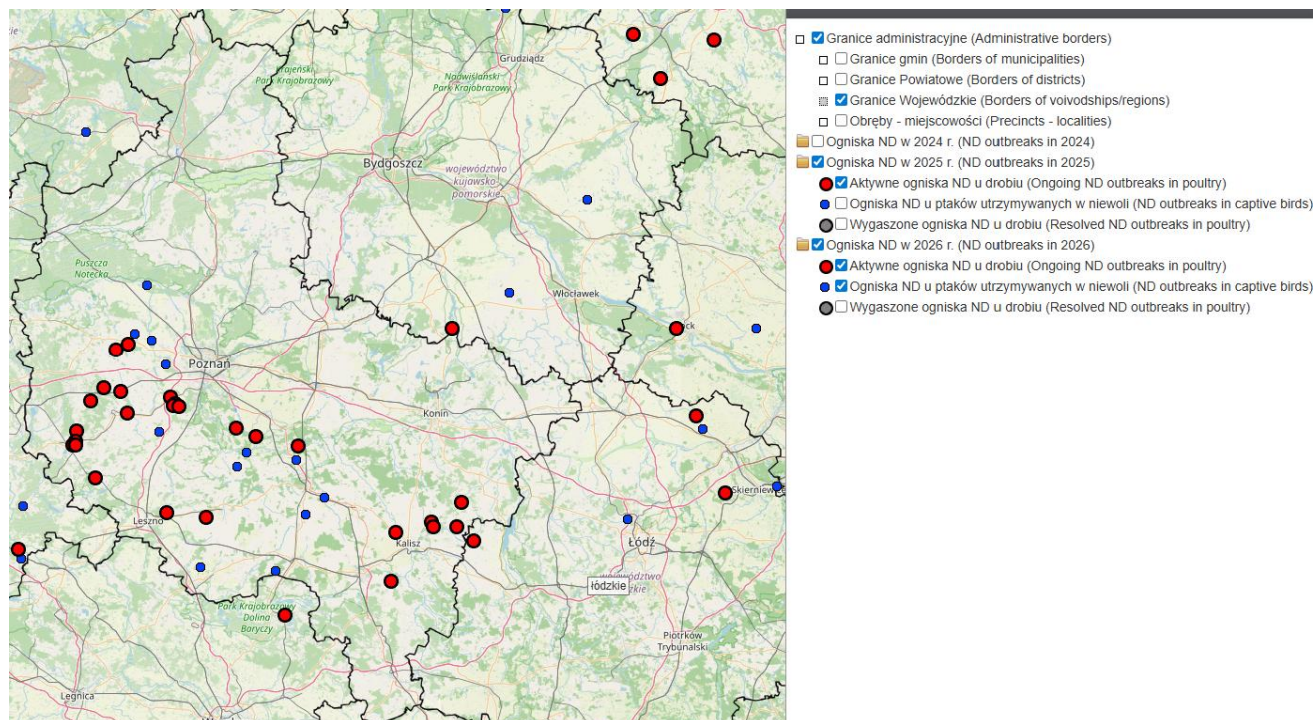 Grudziądz
Krajeński
Park Krajobrazowy
Nadwiślański
Park Krajobrazowy
Bydgoszcz
województwo
kujawsko-
pomorskie
Puszcza
Notecka
Włocławek
Poznań
Konin
Skierniewice
Leszno
Kalisz
Łódź
łódzkie
Park Krajobrazowy
Dolina
Baryczy
Piotrków
Trybunalski
Legnica
Granice administracyjne (Administrative borders)
Granice gmin (Borders of municipalities)
Granice Powiatowe (Borders of districts)
Granice Wojewódzkie (Borders of voivodships/regions)
Obręby - miejscowości (Precincts - localities)
Ogniska ND w 2024 r. (ND outbreaks in 2024)
Ogniska ND w 2025 r. (ND outbreaks in 2025)
Aktywne ogniska ND u drobiu (Ongoing ND outbreaks in poultry)
Ogniska ND u ptaków utrzymywanych w niewoli (ND outbreaks in captive birds)
Wygaszone ogniska ND u drobiu (Resolved ND outbreaks in poultry)
Ogniska ND w 2026 r. (ND outbreaks in 2026)
Aktywne ogniska ND u drobiu (Ongoing ND outbreaks in poultry)
Ogniska ND u ptaków utrzymywanych w niewoli (ND outbreaks in captive birds)
Wygaszone ogniska ND u drobiu (Resolved ND outbreaks in poultry)